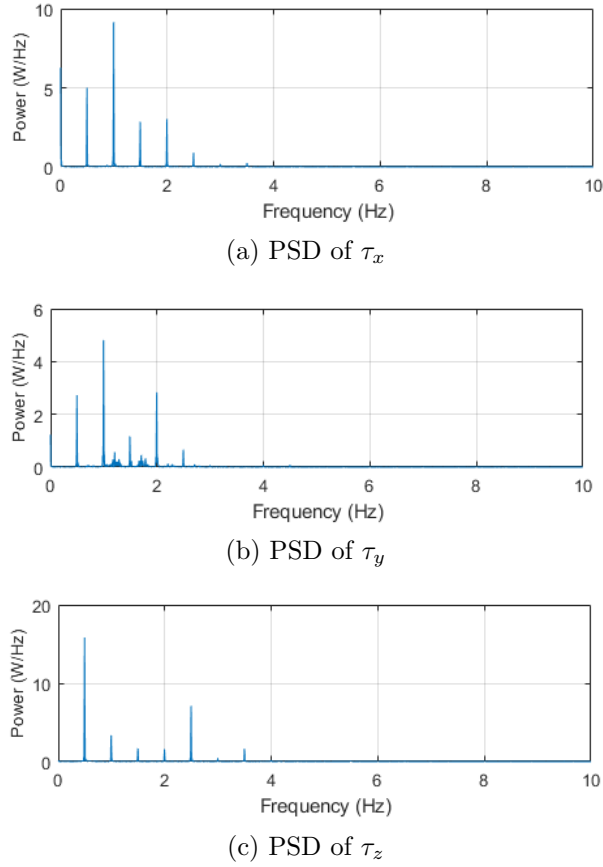 10
5
0
Power (W/Hz)
0 2 4 6 8 10
Frequency (Hz)
(a) PSD of τx
6
4
2
0
Power (W/Hz)
0 2 4 6 8 10
Frequency (Hz)
(b) PSD of τy
20
10
0
Power (W/Hz)
0 2 4 6 8 10
Frequency (Hz)
(c) PSD of τz